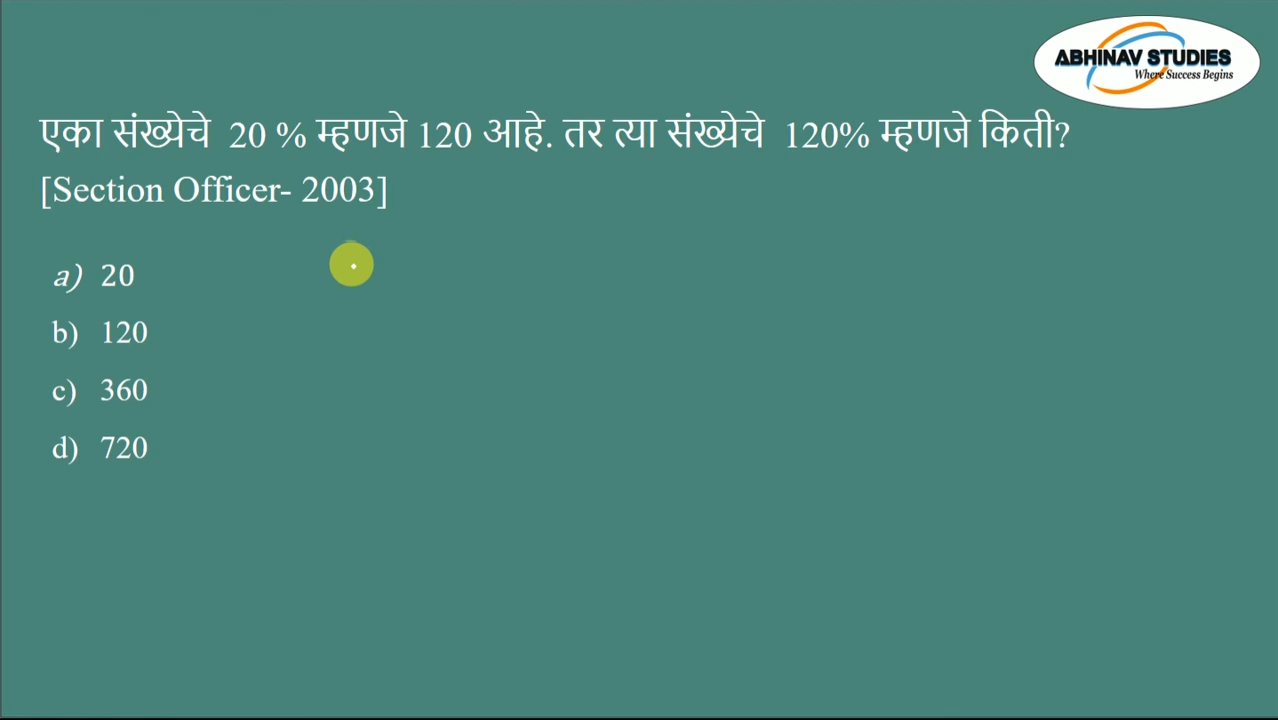 ABHINAV STUDIES
Where Success Begins
एका संख्येचे 20 % म्हणजे 120 आहे. तर त्या संख्येचे 120% म्हणजे किती?
[Section Officer- 2003]
a) 20
b) 120
c) 360
d) 720